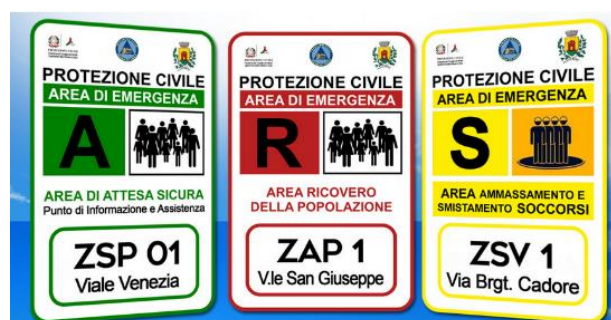 PROTEZIONE CIVILE
AREA DI EMERGENZA
A
AREA DI ATTESA SICURA
Punto di Informazione e Assistenza
ZSP 01
Viale Venezia
PROTEZIONE CIVILE
AREA DI EMERGENZA
R
AREA RICOVERO
DELLA POPOLAZIONE
ZAP 1
V.le San Giuseppe
PROTEZIONE CIVILE
AREA DI EMERGENZA
S
AREA AMMASSAMENTO E
SMISTAMENTO SOCCORSI
ZSV 1
Via Brgt. Cadore